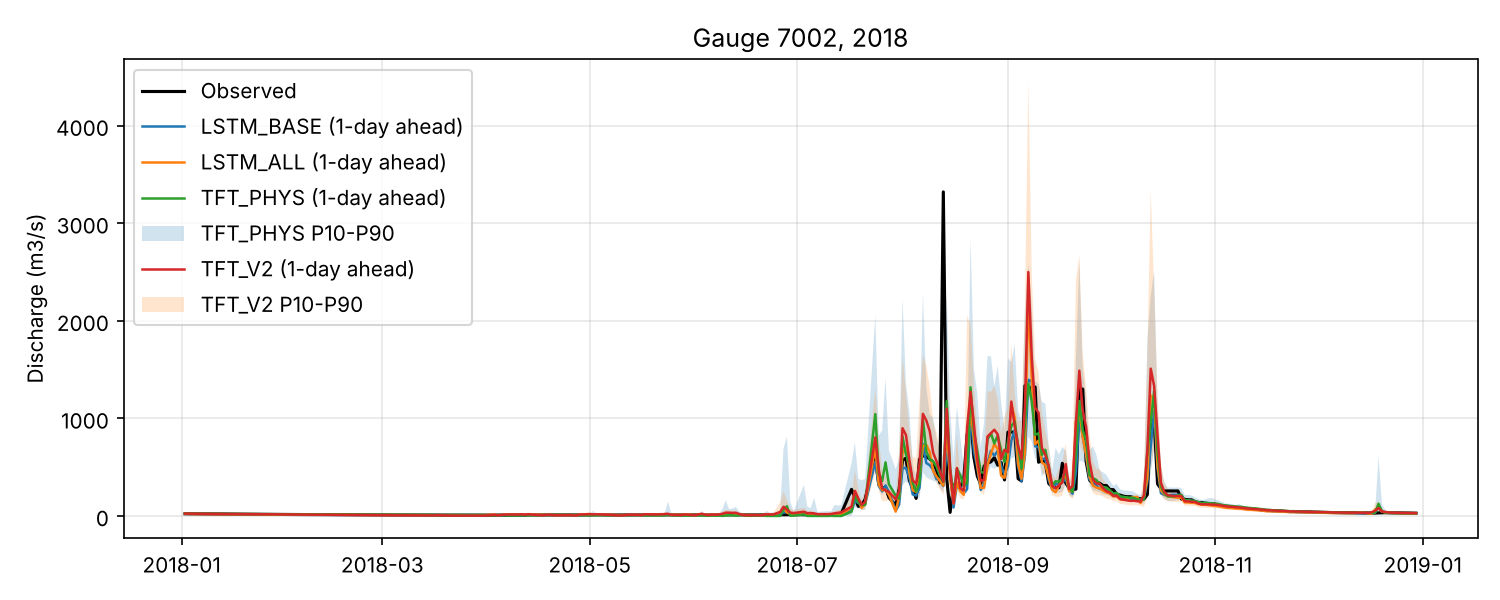 Gauge 7002, 2018
Observed
LSTM_BASE (1-day ahead)
LSTM_ALL (1-day ahead)
TFT_PHYS (1-day ahead)
TFT_PHYS P10-P90
TFT_V2 (1-day ahead)
TFT_V2 P10-P90
Discharge (m3/s)
4000
3000
2000
1000
0
2018-01
2018-03
2018-05
2018-07
2018-09
2018-11
2019-01